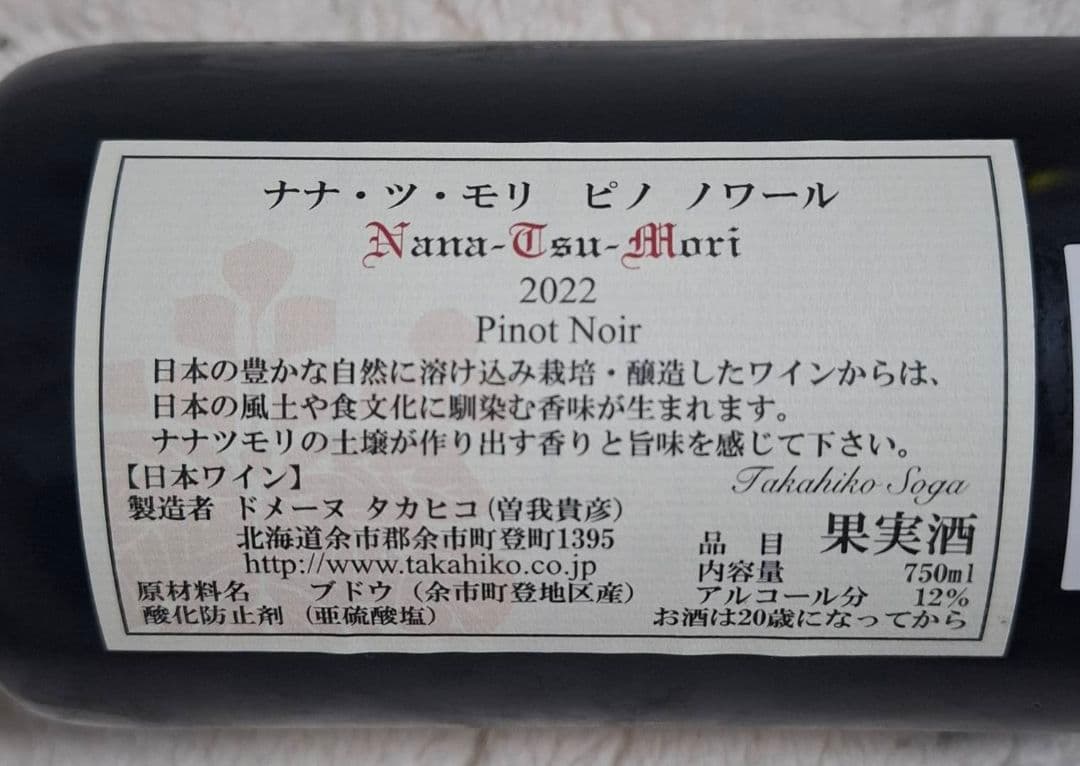 ナナ・ツ・モリ ピノ ノワール
Nana-Tsu-Mori
2022
Pinot Noir
日本の豊かな自然に溶け込み栽培・醸造したワインからは、
日本の風土や食文化に馴染む香味が生まれます。
ナナツモリの土壌が作り出す香りと旨味を感じて下さい。
【日本ワイン】
Takahiko Soga
製造者 ドメーヌ タカヒコ(曽我貴彦)
北海道余市郡余市町登町1395
http://www.takahiko.co.jp
原材料名 ブドウ(余市町登地区産)
酸化防止剤(亜硫酸塩)
品目 果実酒
内容量 750ml
アルコール分 12%
お酒は20歳になってから